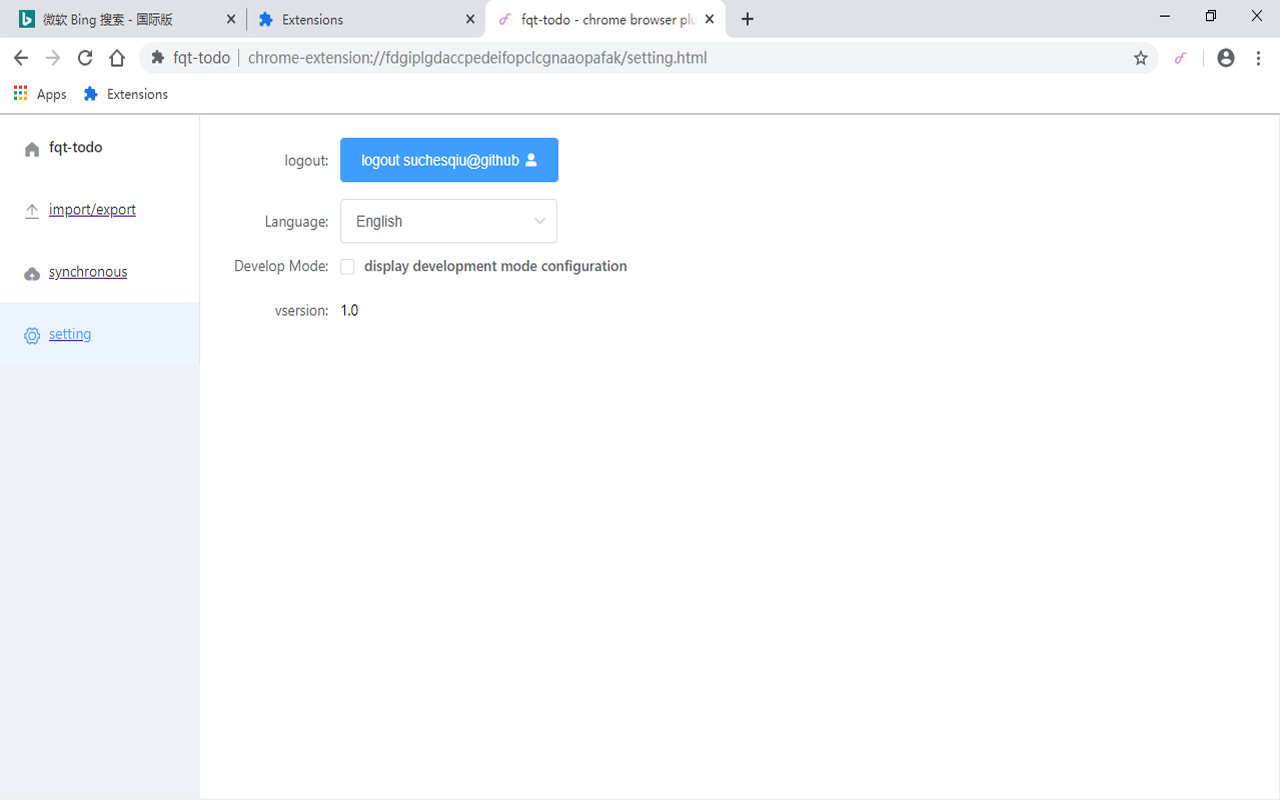 微软 Bing 搜索 - 国际版
Extensions
fqt-todo - chrome browser plu
fqt-todo
chrome-extension://fdgiplgdaccpedeifopclcgnaaopafak/setting.html
Apps
Extensions
fqt-todo
import/export
synchronous
setting
logout: logout suchesqiu@github
Language: English
Develop Mode: display development mode configuration
vsersion: 1.0